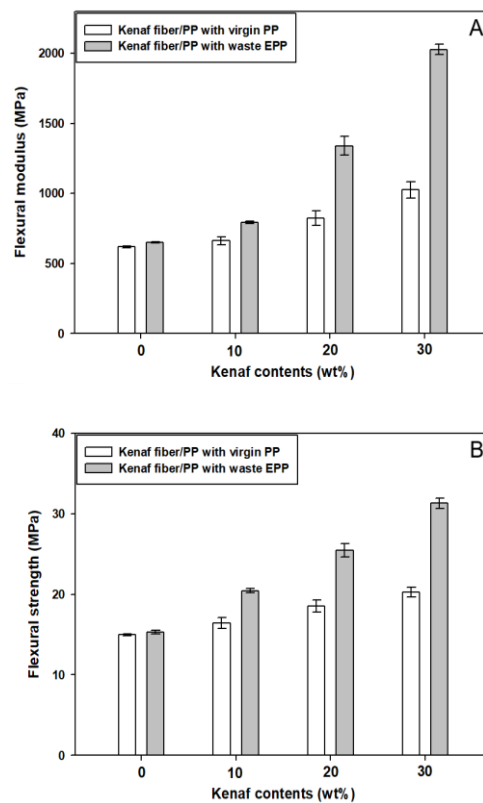 A
Kenaf fiber/PP with virgin PP
Kenaf fiber/PP with waste EPP
2000
1500
1000
500
0
Flexural modulus (MPa)
0 10 20 30
Kenaf contents (wt%)
B
Kenaf fiber/PP with virgin PP
Kenaf fiber/PP with waste EPP
40
30
20
10
0
Flexural strength (MPa)
0 10 20 30
Kenaf contents (wt%)